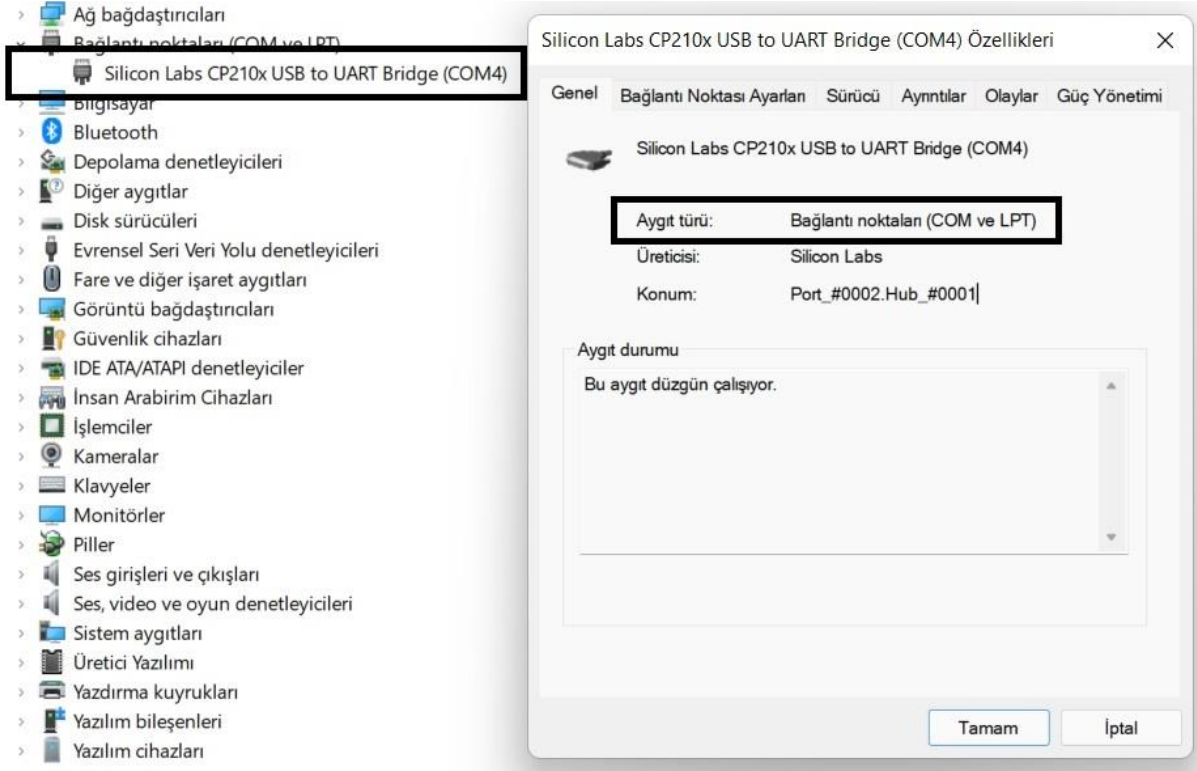 Ağ bağdaştırıcıları
Bağlantı noktaları (COM ve LPT)
Silicon Labs CP210x USB to UART Bridge (COM4)
Bilgisayar
Bluetooth
Depolama denetleyicileri
Diğer aygıtlar
Disk sürücüleri
Evrensel Seri Veri Yolu denetleyicileri
Fare ve diğer işaret aygıtları
Görüntü bağdaştırıcıları
Güvenlik cihazları
IDE ATA/ATAPI denetleyiciler
İnsan Arabirim Cihazları
İşlemciler
Kameralar
Klavyeler
Monitörler
Piller
Ses girişleri ve çıkışları
Ses, video ve oyun denetleyicileri
Sistem aygıtları
Üretici Yazılımı
Yazdırma kuyrukları
Yazılım bileşenleri
Yazılım cihazları
Silicon Labs CP210x USB to UART Bridge (COM4) Özellikleri
Genel Bağlantı Noktası Ayarları Sürücü Ayrıntılar Olaylar Güç Yönetimi
Silicon Labs CP210x USB to UART Bridge (COM4)
Aygıt türü: Bağlantı noktaları (COM ve LPT)
Üreticisi: Silicon Labs
Konum: Port_#0002.Hub_#0001
Aygıt durumu
Bu aygıt düzgün çalışıyor.
Tamam İptal